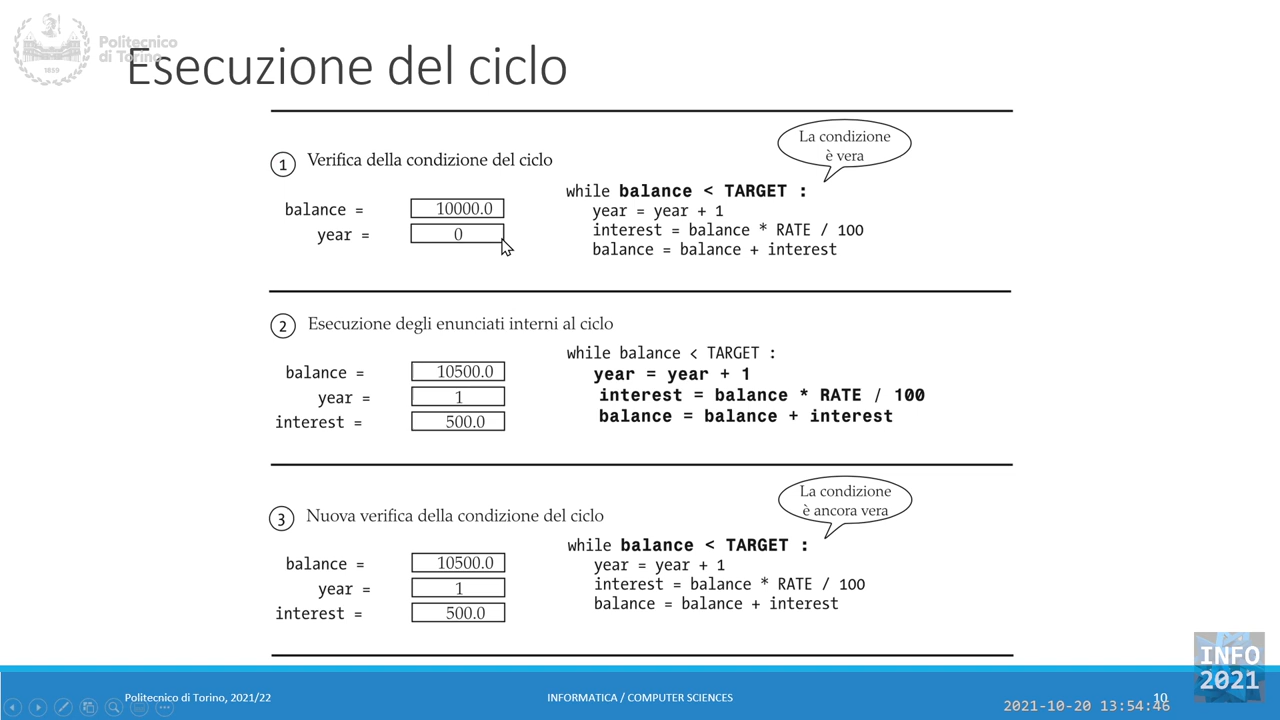 Politecnico
di Torino
1859
Esecuzione del ciclo
1 Verifica della condizione del ciclo
La condizione
è vera
balance = 10000.0
year = 0
while balance < TARGET :
year = year + 1
interest = balance * RATE / 100
balance = balance + interest
2 Esecuzione degli enunciati interni al ciclo
balance = 10500.0
year = 1
interest = 500.0
while balance < TARGET :
year = year + 1
interest = balance * RATE / 100
balance = balance + interest
3 Nuova verifica della condizione del ciclo
La condizione
è ancora vera
balance = 10500.0
year = 1
interest = 500.0
while balance < TARGET :
year = year + 1
interest = balance * RATE / 100
balance = balance + interest
INFO
2021
Politecnico di Torino, 2021/22
INFORMATICA / COMPUTER SCIENCES
10
2021-10-20 13:54:46